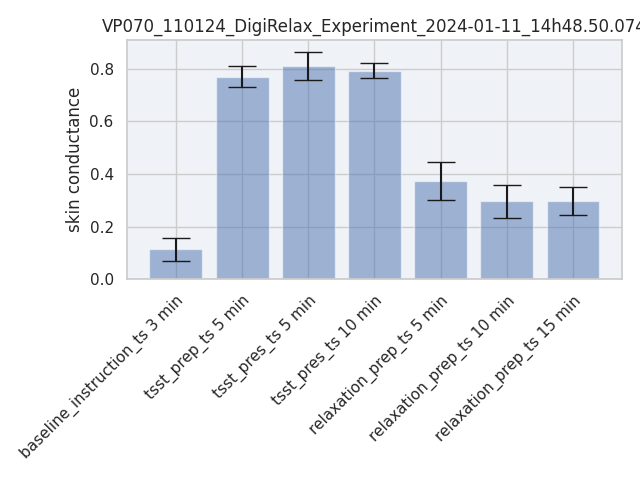 VP070_110124_DigiRelax_Experiment_2024-01-11_14h48.50.074
skin conductance
0.8
0.6
0.4
0.2
0.0
baseline_instruction_ts 3 min
tsst_prep_ts 5 min
tsst_pres_ts 5 min
tsst_pres_ts 10 min
relaxation_prep_ts 5 min
relaxation_prep_ts 10 min
relaxation_prep_ts 15 min